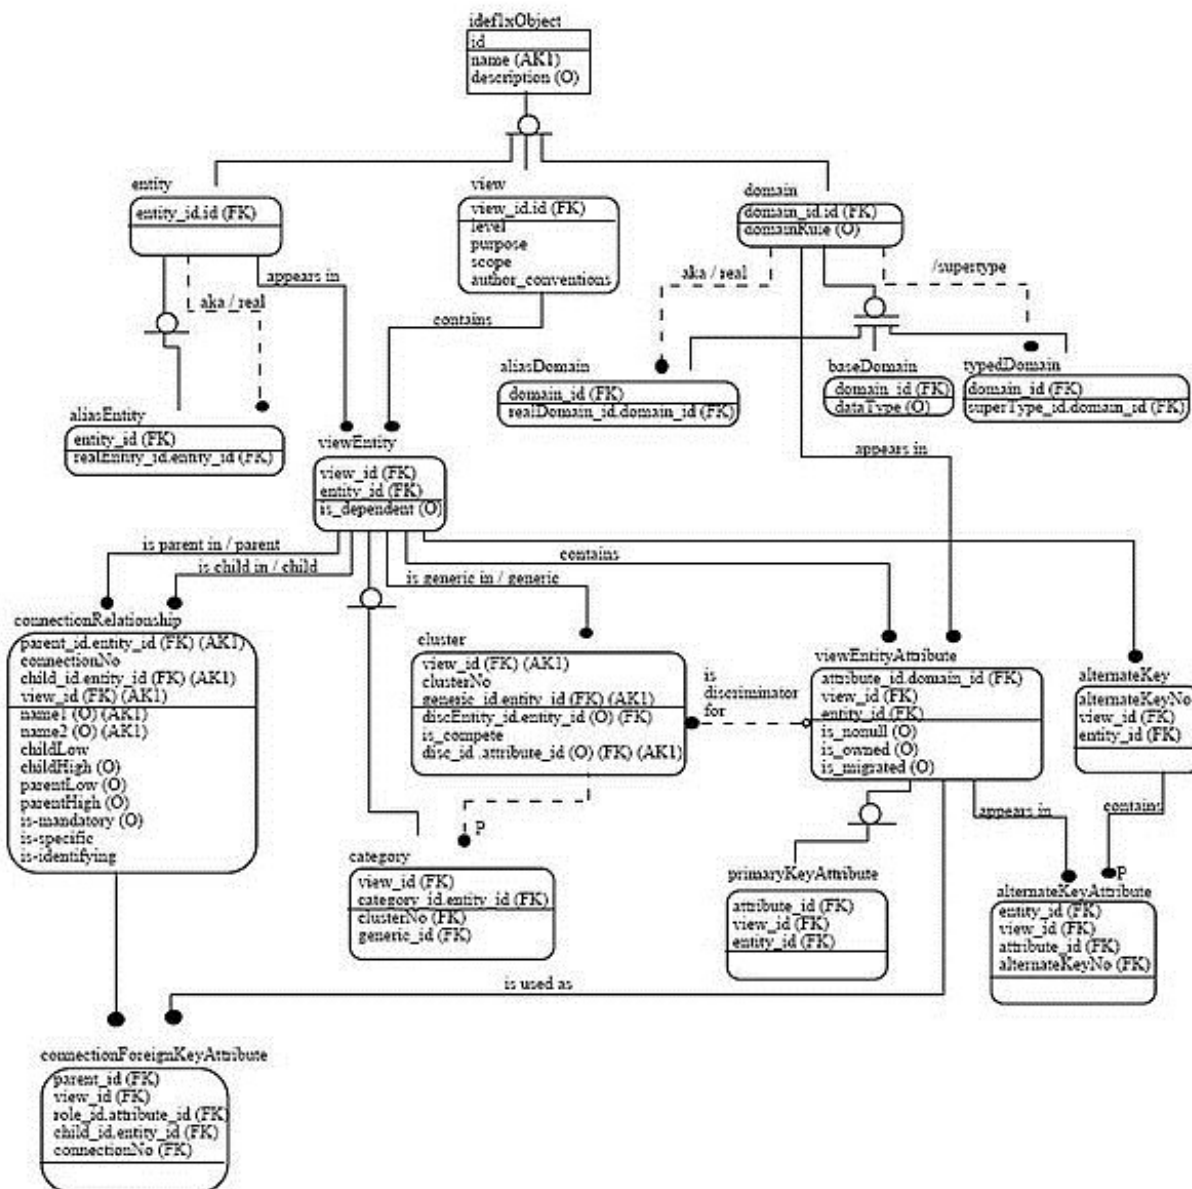 idef1xObject
id
name (AK1)
description (O)
entity
entity_id.id (FK)
view
view_id.id (FK)
level
purpose
scope
author_conventions
domain
domain_id.id (FK)
domainRule (O)
appears in
aka / real
contains
aka / real
/supertype
aliasEntity
entity_id (FK)
realEntity_id.entity_id (FK)
aliasDomain
domain_id (FK)
realDomain_id.domain_id (FK)
baseDomain
domain_id (FK)
dataType (O)
typedDomain
domain_id (FK)
superType_id.domain_id (FK)
viewEntity
view_id (FK)
entity_id (FK)
is_dependent (O)
appears in
is parent in / parent
is child in / child
is generic in / generic
contains
connectionRelationship
parent_id.entity_id (FK) (AK1)
connectionNo
child_id.entity_id (FK) (AK1)
view_id (FK) (AK1)
name1 (O) (AK1)
name2 (O) (AK1)
childLow
childHigh (O)
parentLow (O)
parentHigh (O)
is-mandatory (O)
is-specific
is-identifying
cluster
view_id (FK) (AK1)
clusterNo
generic_id.entity_id (FK) (AK1)
discEntity_id.entity_id (O) (FK)
is_compete
disc_id .attribute_id (O) (FK) (AK1)
is
discriminator
for
viewEntityAttribute
attribute_id.domain_id (FK)
view_id (FK)
entity_id (FK)
is_nonull (O)
is_owned (O)
is_migrated (O)
alternateKey
alternateKeyNo
view_id (FK)
entity_id (FK)
P
appears in
contains
P
category
view_id (FK)
category_id.entity_id (FK)
clusterNo (FK)
generic_id (FK)
primaryKeyAttribute
attribute_id (FK)
view_id (FK)
entity_id (FK)
alternateKeyAttribute
entity_id (FK)
view_id (FK)
attribute_id (FK)
alternateKeyNo (FK)
is used as
connectionForeignKeyAttribute
parent_id (FK)
view_id (FK)
role_id.attribute_id (FK)
child_id.entity_id (FK)
connectionNo (FK)